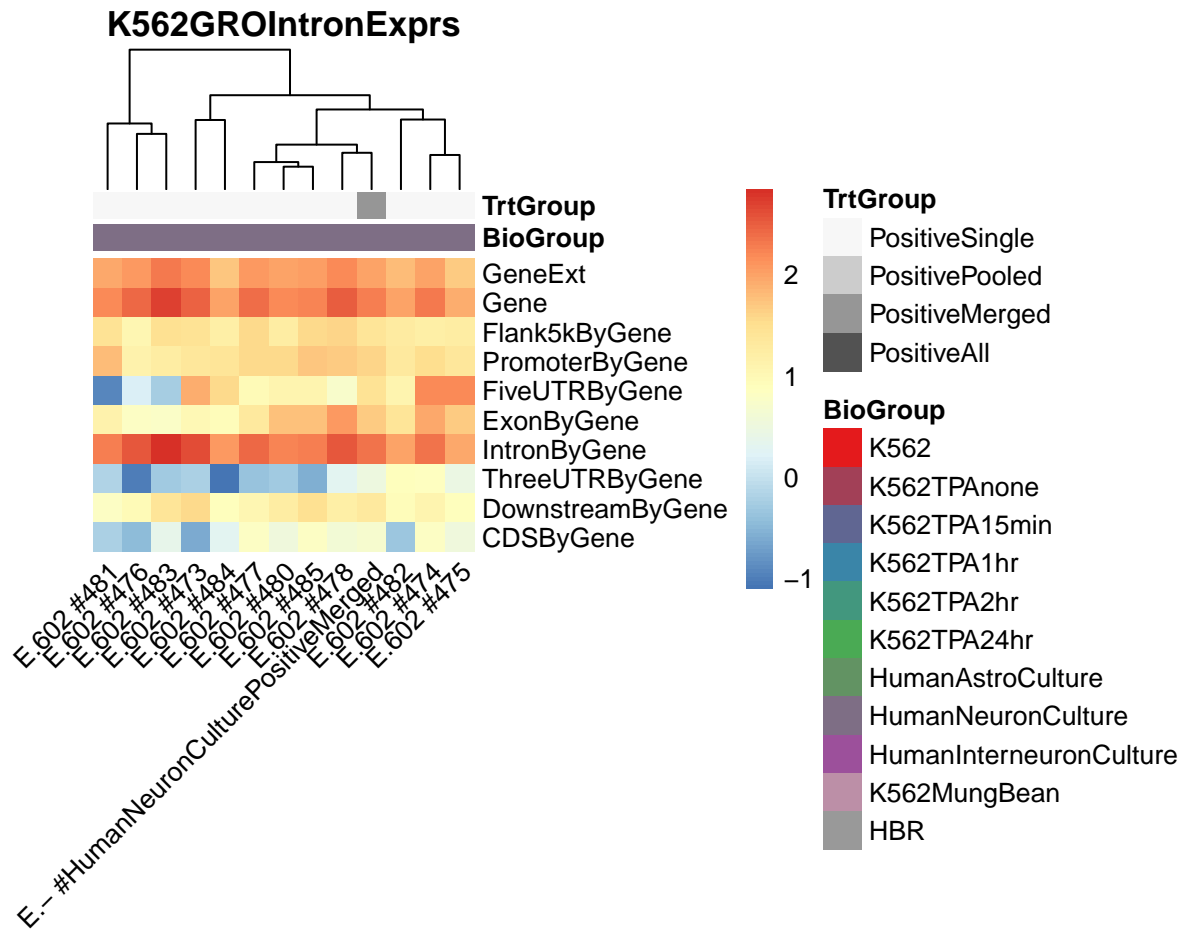 K562GROIntronExprs
TrtGroup
BioGroup
GeneExt
Gene
Flank5kByGene
PromoterByGene
FiveUTRByGene
ExonByGene
IntronByGene
ThreeUTRByGene
DownstreamByGene
CDSByGene
E.602 #481
E.602 #476
E.602 #483
E.602 #473
E.602 #484
E.602 #477
E.602 #480
E.602 #485
E.602 #478
E.− #HumanNeuronCulturePositiveMerged
E.602 #482
E.602 #474
E.602 #475
2
1
0
−1
TrtGroup
PositiveSingle
PositivePooled
PositiveMerged
PositiveAll
BioGroup
K562
K562TPAnone
K562TPA15min
K562TPA1hr
K562TPA2hr
K562TPA24hr
HumanAstroCulture
HumanNeuronCulture
HumanInterneuronCulture
K562MungBean
HBR